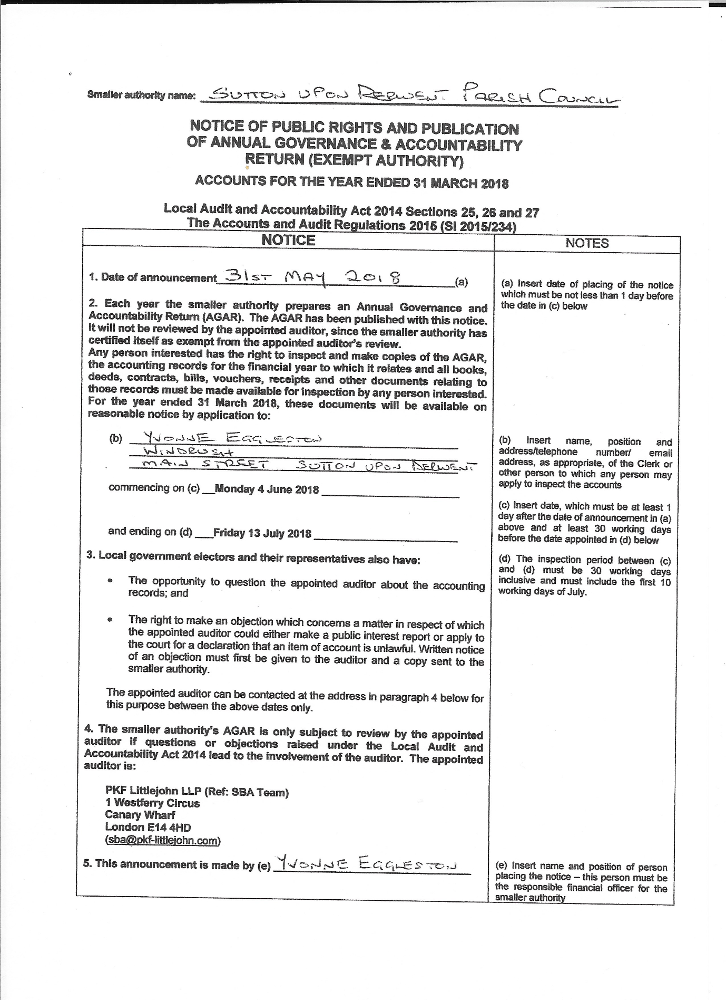 Smaller authority name: SUTTON UPON DERWENT PARISH COUNCIL
NOTICE OF PUBLIC RIGHTS AND PUBLICATION
OF ANNUAL GOVERNANCE & ACCOUNTABILITY
RETURN (EXEMPT AUTHORITY)
ACCOUNTS FOR THE YEAR ENDED 31 MARCH 2018
Local Audit and Accountability Act 2014 Sections 25, 26 and 27
The Accounts and Audit Regulations 2015 (SI 2015/234)
NOTICE
1. Date of announcement 31ST MAY 2018 (a)
2. Each year the smaller authority prepares an Annual Governance and
Accountability Return (AGAR). The AGAR has been published with this notice.
It will not be reviewed by the appointed auditor, since the smaller authority has
certified itself as exempt from the appointed auditor's review.
Any person interested has the right to inspect and make copies of the AGAR,
the accounting records for the financial year to which it relates and all books,
deeds, contracts, bills, vouchers, receipts and other documents relating to
those records must be made available for inspection by any person interested.
For the year ended 31 March 2018, these documents will be available on
reasonable notice by application to:
(b) YVONNE EGGLESTON
WINDRUSH
MAIN STREET SUTTON UPON DERWENT
commencing on (c) __Monday 4 June 2018
and ending on (d) ___Friday 13 July 2018
3. Local government electors and their representatives also have:
• The opportunity to question the appointed auditor about the accounting
records; and
• The right to make an objection which concerns a matter in respect of which
the appointed auditor could either make a public interest report or apply to
the court for a declaration that an item of account is unlawful. Written notice
of an objection must first be given to the auditor and a copy sent to the
smaller authority.
The appointed auditor can be contacted at the address in paragraph 4 below for
this purpose between the above dates only.
4. The smaller authority's AGAR is only subject to review by the appointed
auditor if questions or objections raised under the Local Audit and
Accountability Act 2014 lead to the involvement of the auditor. The appointed
auditor is:
PKF Littlejohn LLP (Ref: SBA Team)
1 Westferry Circus
Canary Wharf
London E14 4HD
(sba@pkf-littlejohn.com)
5. This announcement is made by (e) YVONNE EGGLESTON
NOTES
(a) Insert date of placing of the notice
which must be not less than 1 day before
the date in (c) below
(b) Insert name, position and
address/telephone number/ email
address, as appropriate, of the Clerk or
other person to which any person may
apply to inspect the accounts
(c) Insert date, which must be at least 1
day after the date of announcement in (a)
above and at least 30 working days
before the date appointed in (d) below
(d) The inspection period between (c)
and (d) must be 30 working days
inclusive and must include the first 10
working days of July.
(e) Insert name and position of person
placing the notice – this person must be
the responsible financial officer for the
smaller authority